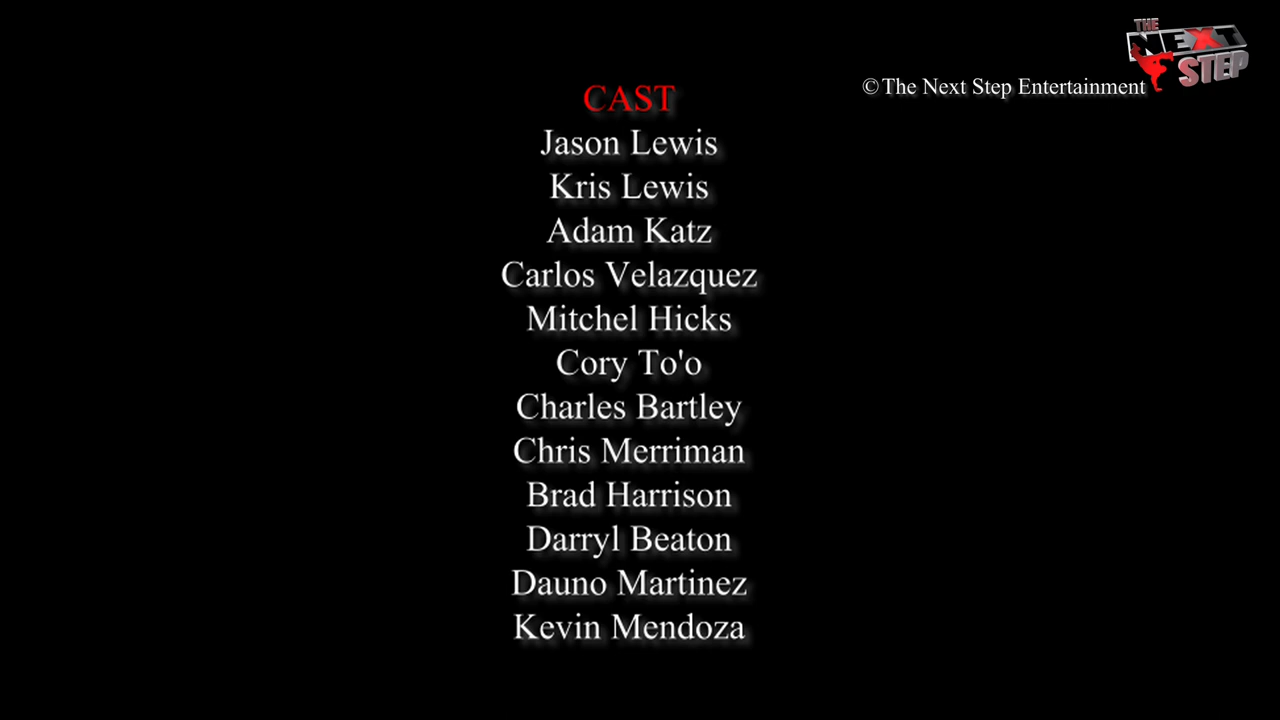 THE
NEXT
STEP
© The Next Step Entertainment
CAST
Jason Lewis
Kris Lewis
Adam Katz
Carlos Velazquez
Mitchel Hicks
Cory To'o
Charles Bartley
Chris Merriman
Brad Harrison
Darryl Beaton
Dauno Martinez
Kevin Mendoza